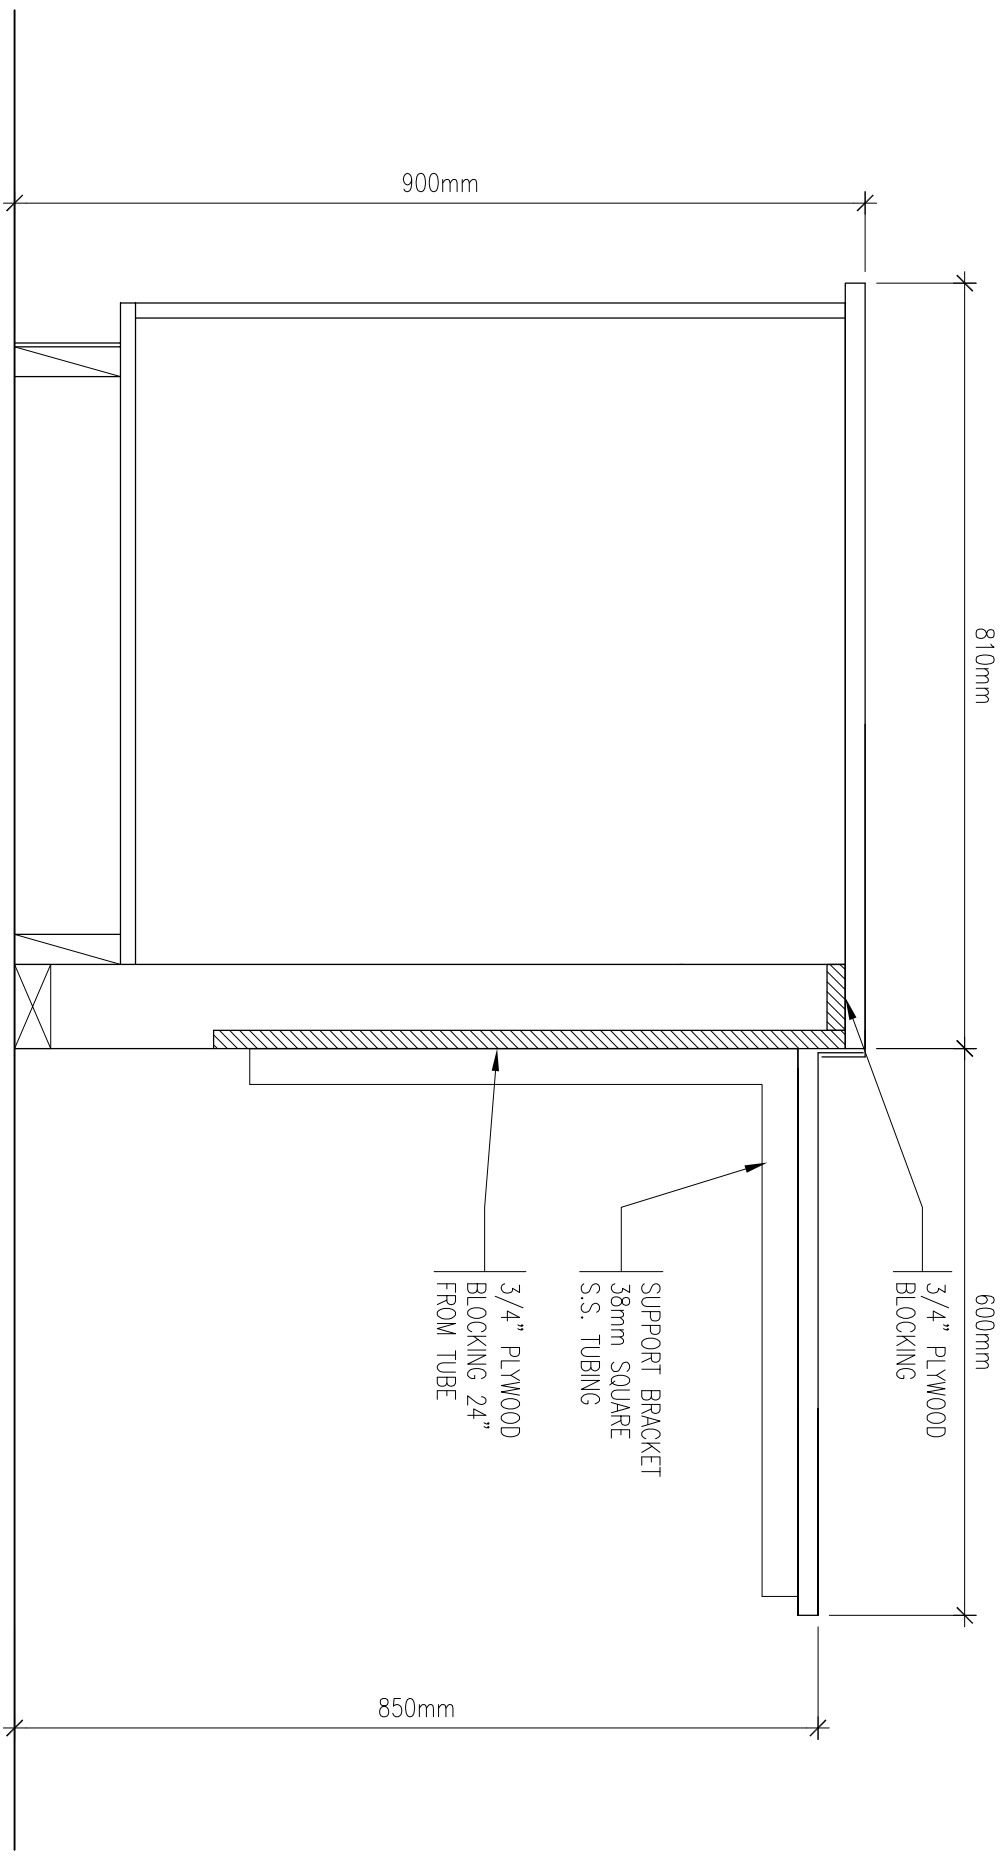 810mm
600mm
900mm
850mm
3/4" PLYWOOD
BLOCKING
SUPPORT BRACKET
38mm SQUARE
S.S. TUBING
3/4" PLYWOOD
BLOCKING 24"
FROM TUBE